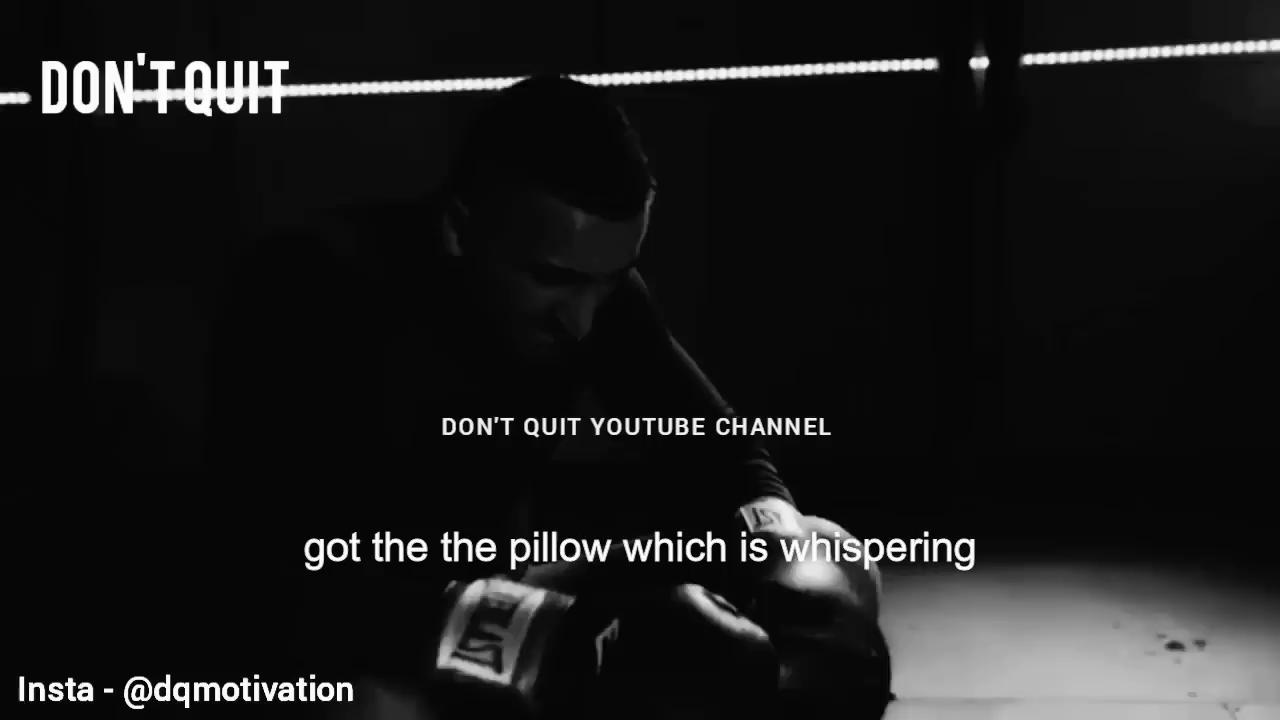 DON'T QUIT
DON'T QUIT YOUTUBE CHANNEL
got the the pillow which is whispering
Insta - @dqmotivation